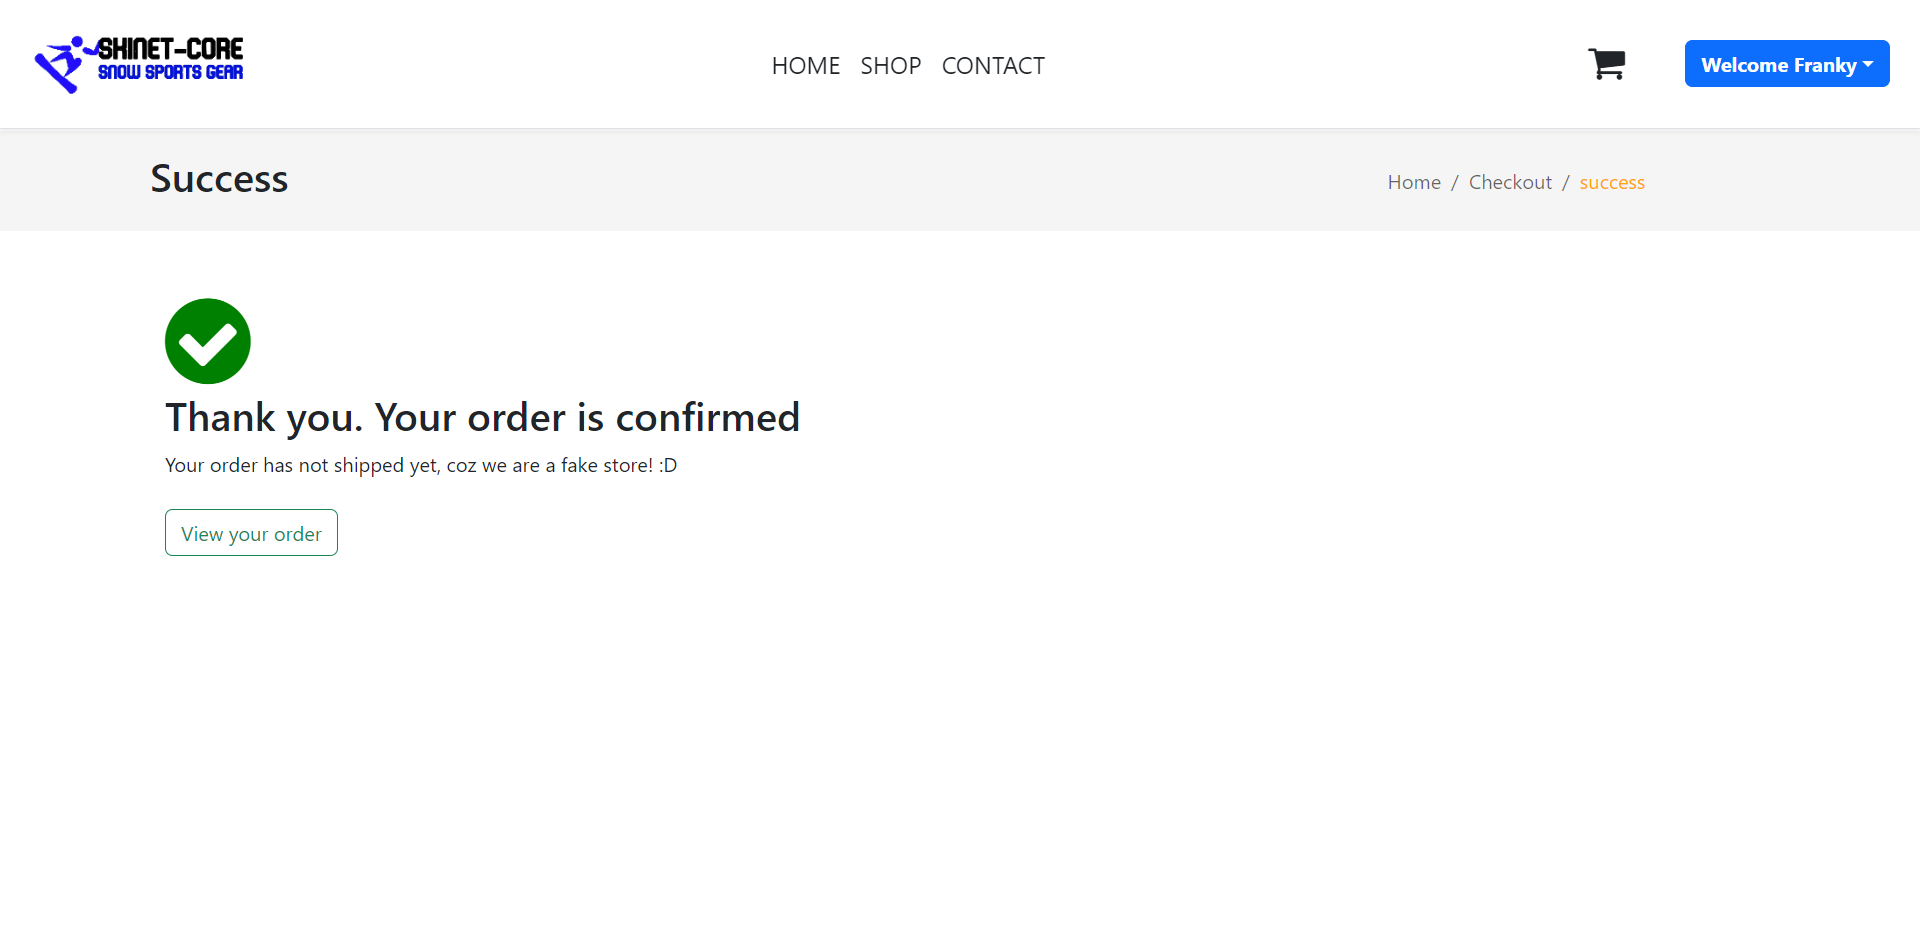 SKINET-CORE
SNOW SPORTS GEAR
HOME SHOP CONTACT
Welcome Franky
Success
Home / Checkout / success
Thank you. Your order is confirmed
Your order has not shipped yet, coz we are a fake store! :D
View your order